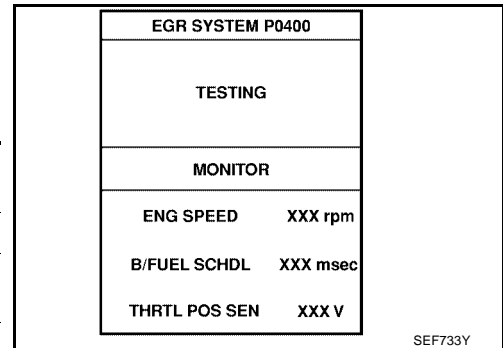 EGR SYSTEM P0400
TESTING
MONITOR
ENG SPEED XXX rpm
B/FUEL SCHDL XXX msec
THRTL POS SEN XXX V
SEF733Y